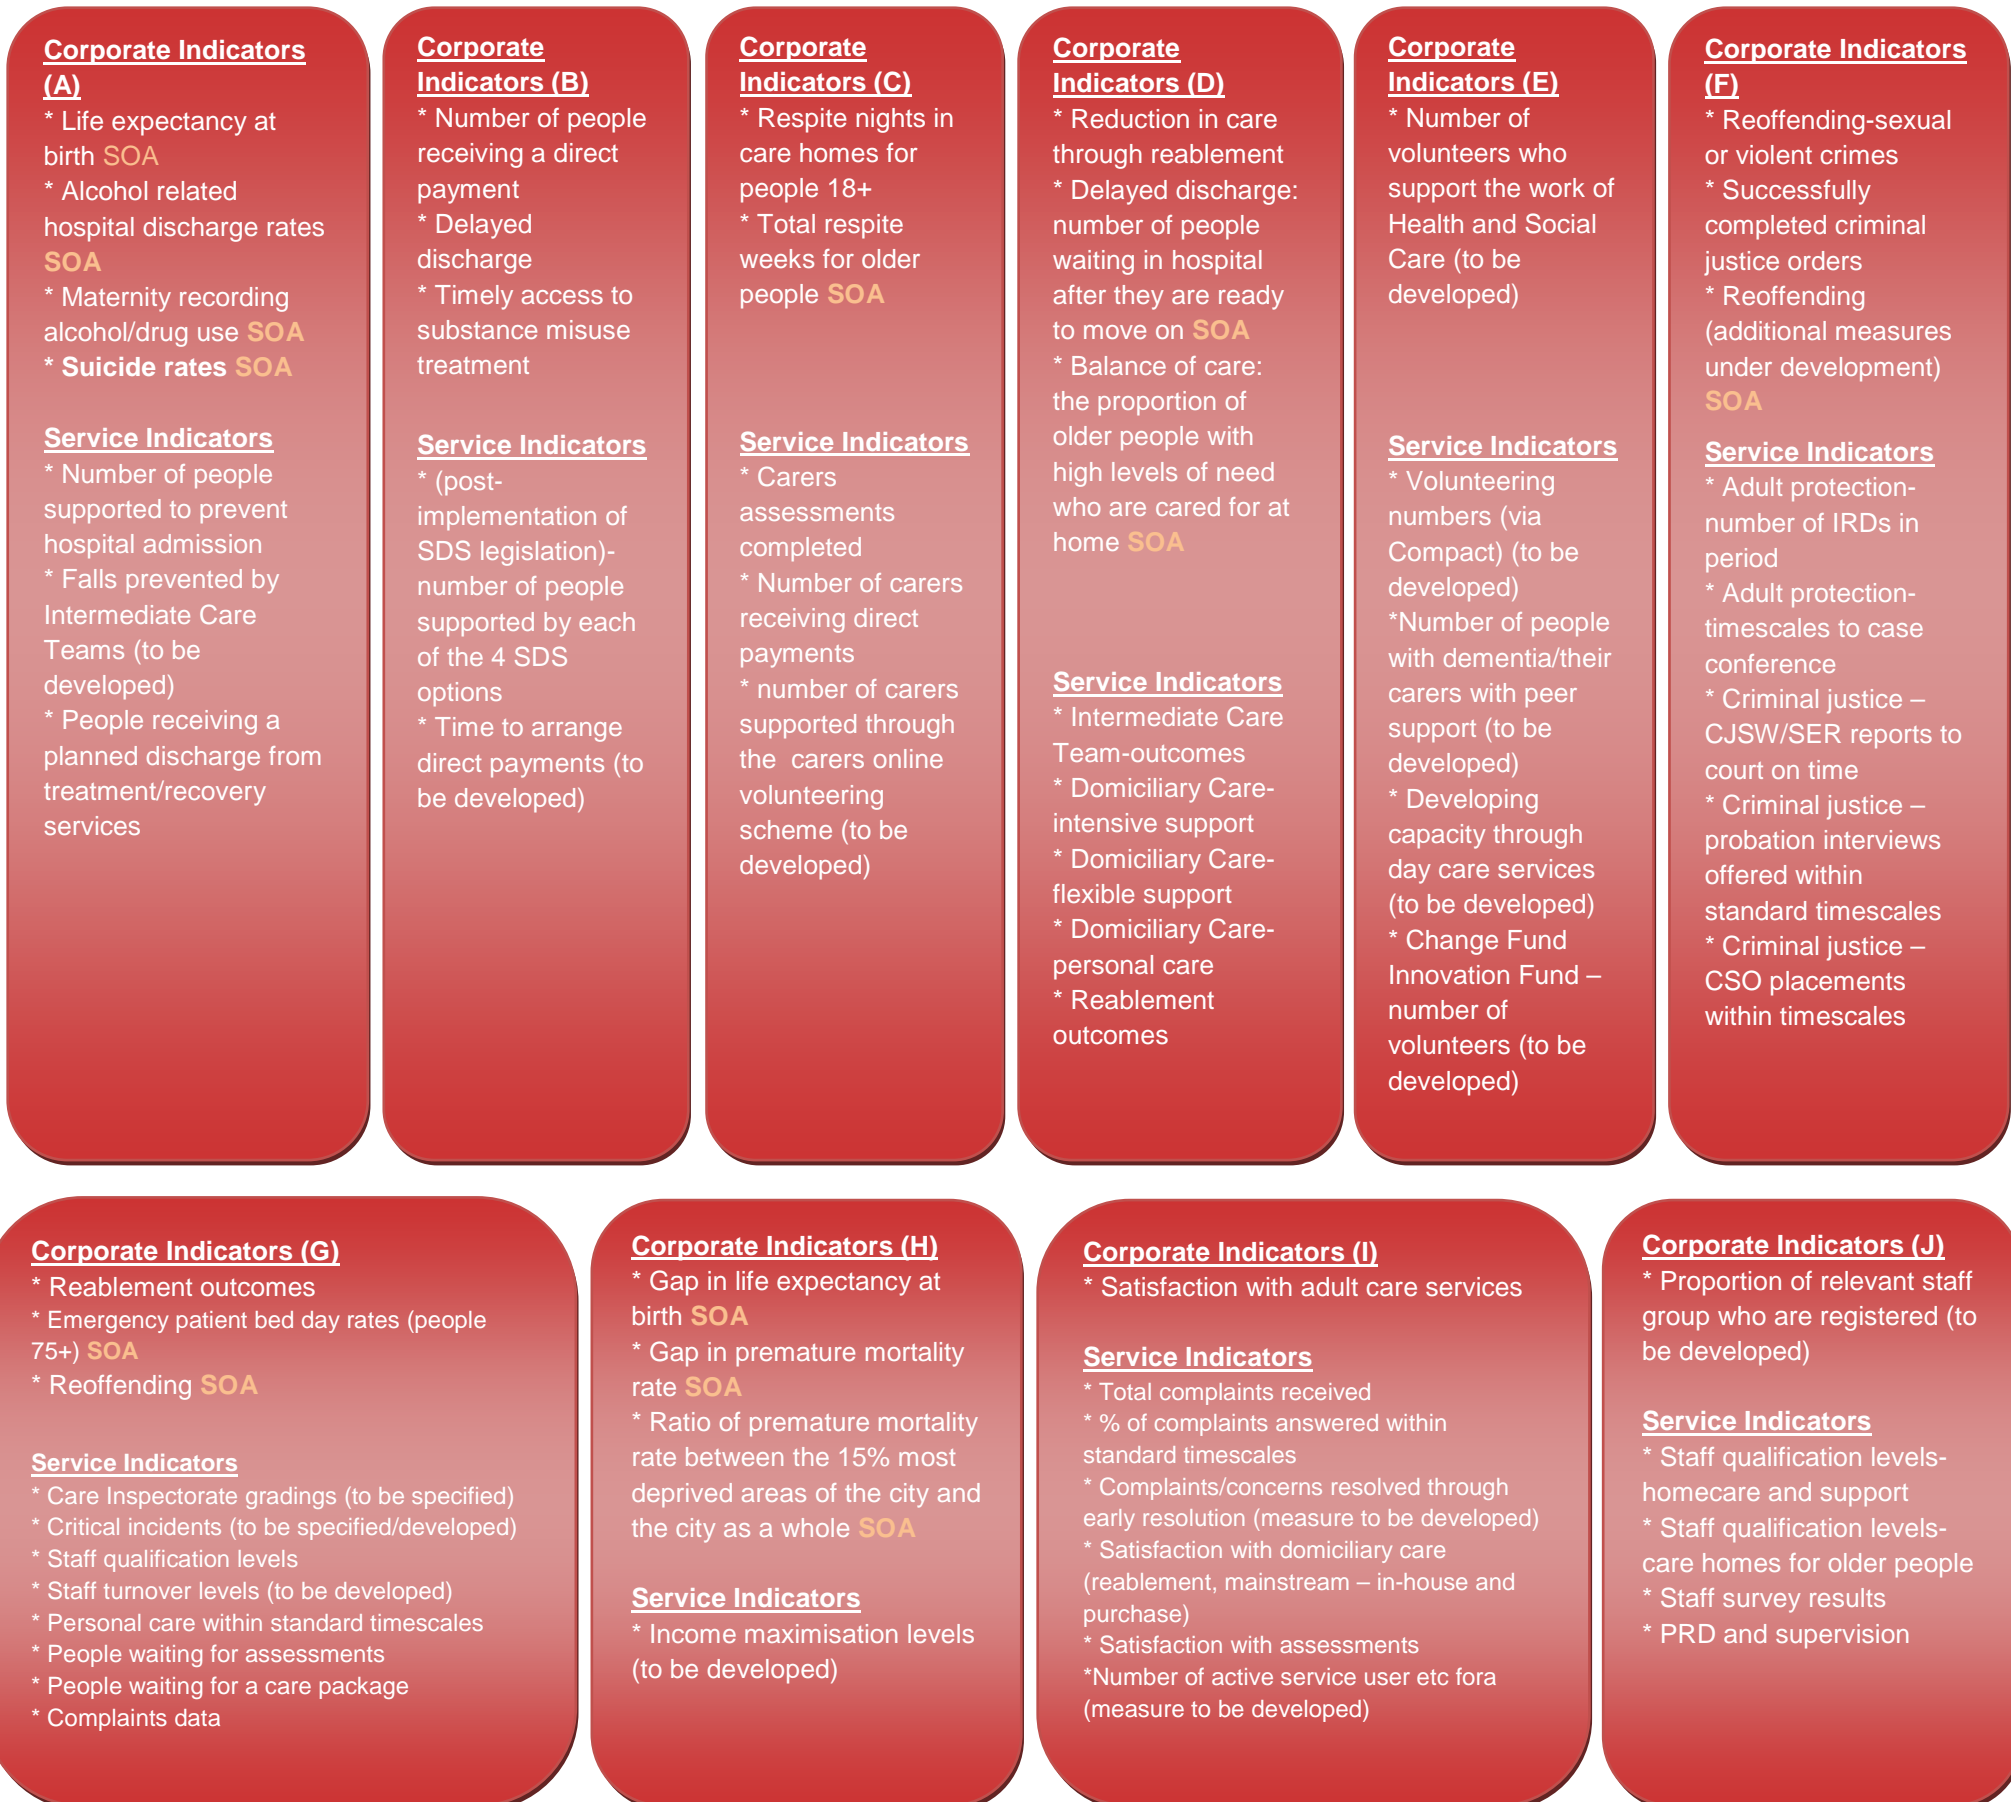 Corporate Indicators
(A)
* Life expectancy at
birth SOA
* Alcohol related
hospital discharge rates
SOA
* Maternity recording
alcohol/drug use SOA
* Suicide rates SOA
Service Indicators
* Number of people
supported to prevent
hospital admission
* Falls prevented by
Intermediate Care
Teams (to be
developed)
* People receiving a
planned discharge from
treatment/recovery
services
Corporate
Indicators (B)
* Number of people
receiving a direct
payment
* Delayed
discharge
* Timely access to
substance misuse
treatment
Service Indicators
* (post-
implementation of
SDS legislation)-
number of people
supported by each
of the 4 SDS
options
* Time to arrange
direct payments (to
be developed)
Corporate
Indicators (C)
* Respite nights in
care homes for
people 18+
* Total respite
weeks for older
people SOA
Service Indicators
* Carers
assessments
completed
* Number of carers
receiving direct
payments
* number of carers
supported through
the  carers online
volunteering
scheme (to be
developed)
Corporate
Indicators (D)
* Reduction in care
through reablement
* Delayed discharge:
number of people
waiting in hospital
after they are ready
to move on SOA
* Balance of care:
the proportion of
older people with
high levels of need
who are cared for at
home SOA
Service Indicators
* Intermediate Care
Team-outcomes
* Domiciliary Care-
intensive support
* Domiciliary Care-
flexible support
* Domiciliary Care-
personal care
* Reablement
outcomes
Corporate
Indicators (E)
* Number of
volunteers who
support the work of
Health and Social
Care (to be
developed)
Service Indicators
* Volunteering
numbers (via
Compact) (to be
developed)
*Number of people
with dementia/their
carers with peer
support (to be
developed)
* Developing
capacity through
day care services
(to be developed)
* Change Fund
Innovation Fund –
number of
volunteers (to be
developed)
Corporate Indicators
(F)
* Reoffending-sexual
or violent crimes
* Successfully
completed criminal
justice orders
* Reoffending
(additional measures
under development)
SOA
Service Indicators
* Adult protection-
number of IRDs in
period
* Adult protection-
timescales to case
conference
* Criminal justice –
CJSW/SER reports to
court on time
* Criminal justice –
probation interviews
offered within
standard timescales
* Criminal justice –
CSO placements
within timescales
Corporate Indicators (G)
* Reablement outcomes
* Emergency patient bed day rates (people
75+) SOA
* Reoffending SOA
Service Indicators
* Care Inspectorate gradings (to be specified)
* Critical incidents (to be specified/developed)
* Staff qualification levels
* Staff turnover levels (to be developed)
* Personal care within standard timescales
* People waiting for assessments
* People waiting for a care package
* Complaints data
Corporate Indicators (H)
* Gap in life expectancy at
birth SOA
* Gap in premature mortality
rate SOA
* Ratio of premature mortality
rate between the 15% most
deprived areas of the city and
the city as a whole SOA
Service Indicators
* Income maximisation levels
(to be developed)
Corporate Indicators (I)
* Satisfaction with adult care services
Service Indicators
* Total complaints received
* % of complaints answered within
standard timescales
* Complaints/concerns resolved through
early resolution (measure to be developed)
* Satisfaction with domiciliary care
(reablement, mainstream – in-house and
purchase)
* Satisfaction with assessments
*Number of active service user etc fora
(measure to be developed)
Corporate Indicators (J)
* Proportion of relevant staff
group who are registered (to
be developed)
Service Indicators
* Staff qualification levels-
homecare and support
* Staff qualification levels-
care homes for older people
* Staff survey results
* PRD and supervision